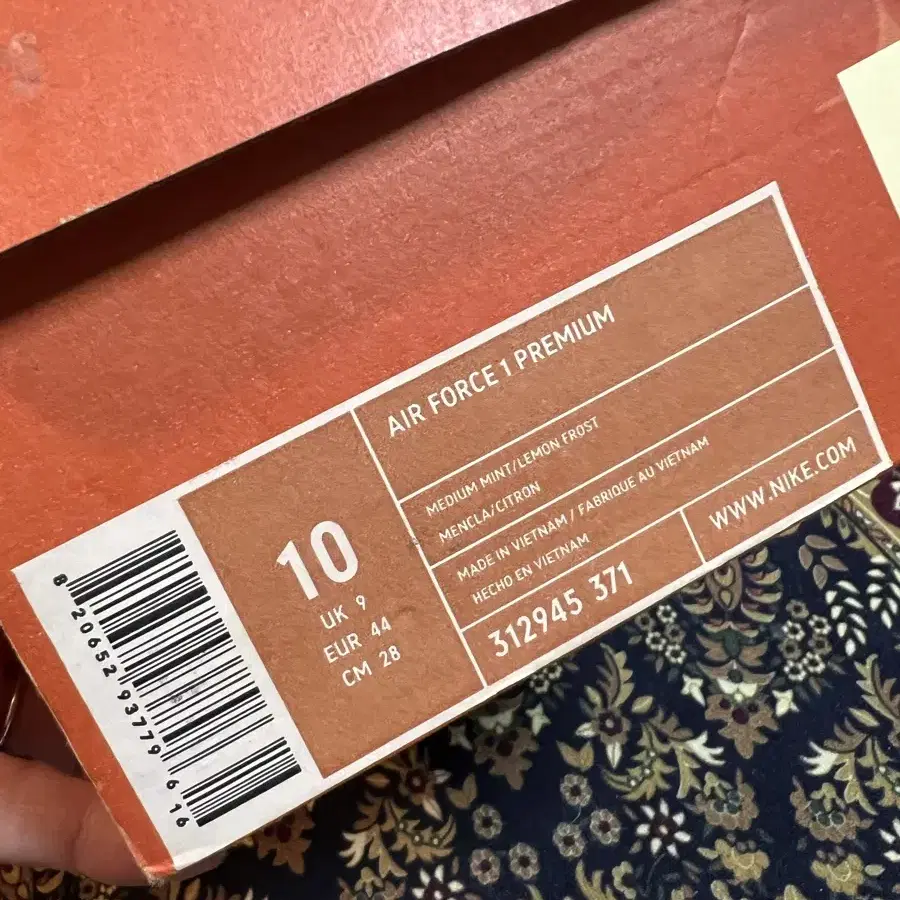 AIR FORCE 1 PREMIUM
MEDIUM MINT/LEMON FROST
MENCLA/CITRON
MADE IN VIETNAM / FABRIQUE AU VIETNAM
HECHO EN VIETNAM
312945 371
WWW.NIKE.COM
10
UK 9
EUR 44
CM 28
8 20652 93779 6 16